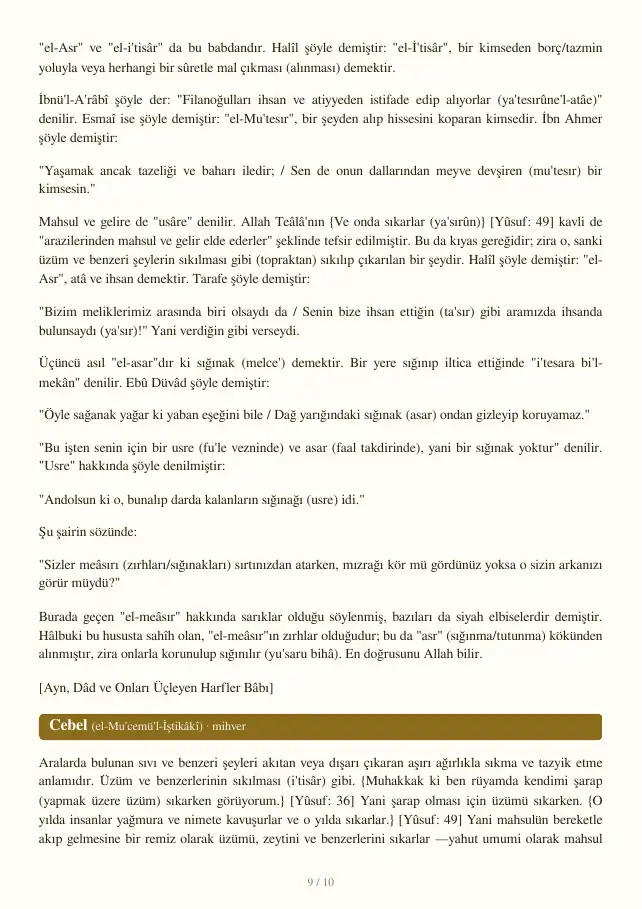 "el-Asr" ve "el-i'tisâr" da bu babdandır. Halîl şöyle demiştir: "el-İ'tisâr", bir kimseden borç/tazmin
yoluyla veya herhangi bir sûretle mal çıkması (alınması) demektir.
İbnü'l-A'râbî şöyle der: "Filanoğulları ihsan ve atiyyeden istifade edip alıyorlar (ya'tesırûne'l-atâe)"
denilir. Esmaî ise şöyle demiştir: "el-Mu'tesır", bir şeyden alıp hissesini koparan kimsedir. İbn Ahmer
şöyle demiştir:
"Yaşamak ancak tazeliği ve baharı iledir; / Sen de onun dallarından meyve devşiren (mu'tesır) bir
kimsesin."
Mahsul ve gelire de "usâre" denilir. Allah Teâlâ'nın {Ve onda sıkarlar (ya'sırûn)} [Yûsuf: 49] kavli de
"arazilerinden mahsul ve gelir elde ederler" şeklinde tefsir edilmiştir. Bu da kıyas gereğidir; zira o, sanki
üzüm ve benzeri şeylerin sıkılması gibi (topraktan) sıkılıp çıkarılan bir şeydir. Halîl şöyle demiştir: "el-
Asr", atâ ve ihsan demektir. Tarafe şöyle demiştir:
"Bizim meliklerimiz arasında biri olsaydı da / Senin bize ihsan ettiğin (ta'sır) gibi aramızda ihsanda
bulunsaydı (ya'sır)!" Yani verdiğin gibi verseydi.
Üçüncü asıl "el-asar"dır ki sığınak (melce') demektir. Bir yere sığınıp iltica ettiğinde "i'tesara bi'l-
mekân" denilir. Ebû Düvâd şöyle demiştir:
"Öyle sağanak yağar ki yaban eşeğini bile / Dağ yarığındaki sığınak (asar) ondan gizleyip koruyamaz."
"Bu işten senin için bir usre (fu'le vezninde) ve asar (faal takdirinde), yani bir sığınak yoktur" denilir.
"Usre" hakkında şöyle denilmiştir:
"Andolsun ki o, bunalıp darda kalanların sığınağı (usre) idi."
Şu şairin sözünde:
"Sizler meâsırı (zırhları/sığınakları) sırtınızdan atarken, mızrağı kör mü gördünüz yoksa o sizin arkanızı
görür müydü?"
Burada geçen "el-meâsır" hakkında sarıklar olduğu söylenmiş, bazıları da siyah elbiselerdir demiştir.
Hâlbuki bu hususta sahîh olan, "el-meâsır"ın zırhlar olduğudur; bu da "asr" (sığınma/tutunma) kökünden
alınmıştır, zira onlarla korunulup sığınılır (yu'saru bihâ). En doğrusunu Allah bilir.
[Ayn, Dâd ve Onları Üçleyen Harfler Bâbı]
Cebel (el-Mu'cemü'l-İştikâkî) · mihver
Aralarda bulunan sıvı ve benzeri şeyleri akıtan veya dışarı çıkaran aşırı ağırlıkla sıkma ve tazyik etme
anlamıdır. Üzüm ve benzerlerinin sıkılması (i'tisâr) gibi. {Muhakkak ki ben rüyamda kendimi şarap
(yapmak üzere üzüm) sıkarken görüyorum.} [Yûsuf: 36] Yani şarap olması için üzümü sıkarken. {O
yılda insanlar yağmura ve nimete kavuşurlar ve o yılda sıkarlar.} [Yûsuf: 49] Yani mahsulün bereketle
akıp gelmesine bir remiz olarak üzümü, zeytini ve benzerlerini sıkarlar —yahut umumi olarak mahsul
9 / 10